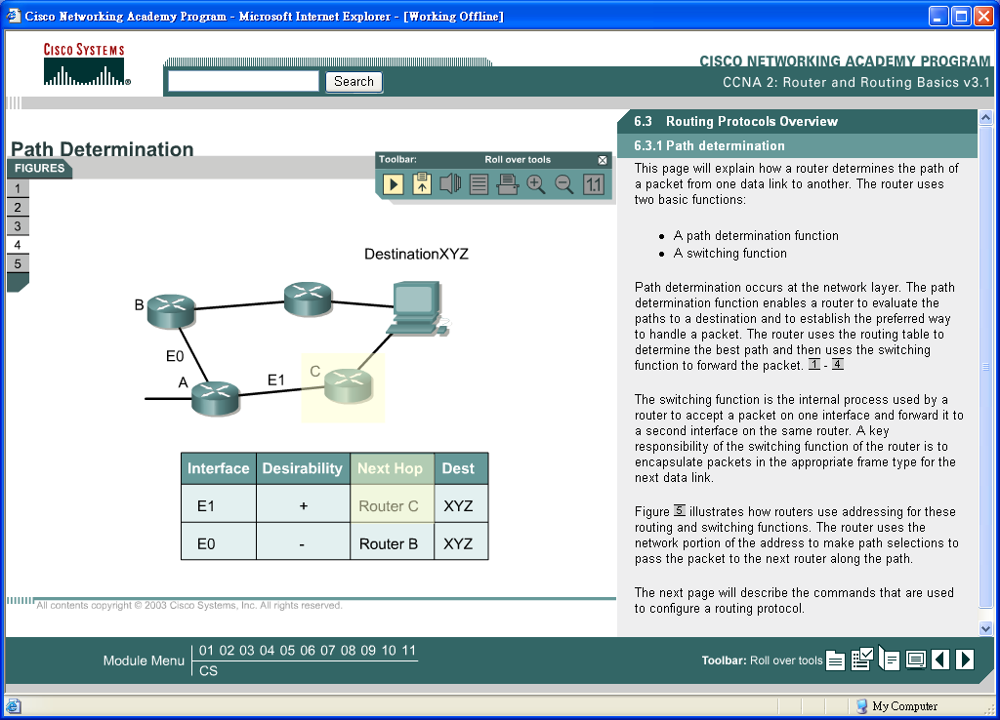 Cisco Networking Academy Program - Microsoft Internet Explorer - [Working Offline]
CISCO SYSTEMS
®
Search
CISCO NETWORKING ACADEMY PROGRAM
CCNA 2: Router and Routing Basics v3.1
Path Determination
FIGURES
1
2
3
4
5
Toolbar: Roll over tools
1.1
DestinationXYZ
B
E0
A
E1
C
Interface Desirability Next Hop Dest
E1 + Router C XYZ
E0 - Router B XYZ
All contents copyright © 2003 Cisco Systems, Inc. All rights reserved.
6.3 Routing Protocols Overview
6.3.1 Path determination
This page will explain how a router determines the path of
a packet from one data link to another. The router uses
two basic functions:
• A path determination function
• A switching function
Path determination occurs at the network layer. The path
determination function enables a router to evaluate the
paths to a destination and to establish the preferred way
to handle a packet. The router uses the routing table to
determine the best path and then uses the switching
function to forward the packet. 1 - 4
The switching function is the internal process used by a
router to accept a packet on one interface and forward it to
a second interface on the same router. A key
responsibility of the switching function of the router is to
encapsulate packets in the appropriate frame type for the
next data link.
Figure 5 illustrates how routers use addressing for these
routing and switching functions. The router uses the
network portion of the address to make path selections to
pass the packet to the next router along the path.
The next page will describe the commands that are used
to configure a routing protocol.
Module Menu
01 02 03 04 05 06 07 08 09 10 11
CS
Toolbar: Roll over tools
My Computer